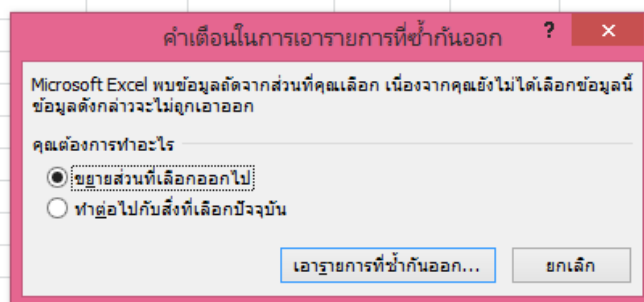 คำเตือนในการเอารายการที่ซ้ำกันออก ? ×
Microsoft Excel พบข้อมูลถัดจากส่วนที่คุณเลือก เนื่องจากคุณยังไม่ได้เลือกข้อมูลนี้
ข้อมูลดังกล่าวจะไม่ถูกเอาออก
คุณต้องการทำอะไร
ขยายส่วนที่เลือกออกไป
ทำต่อไปกับสิ่งที่เลือกปัจจุบัน
เอารายการที่ซ้ำกันออก... ยกเลิก